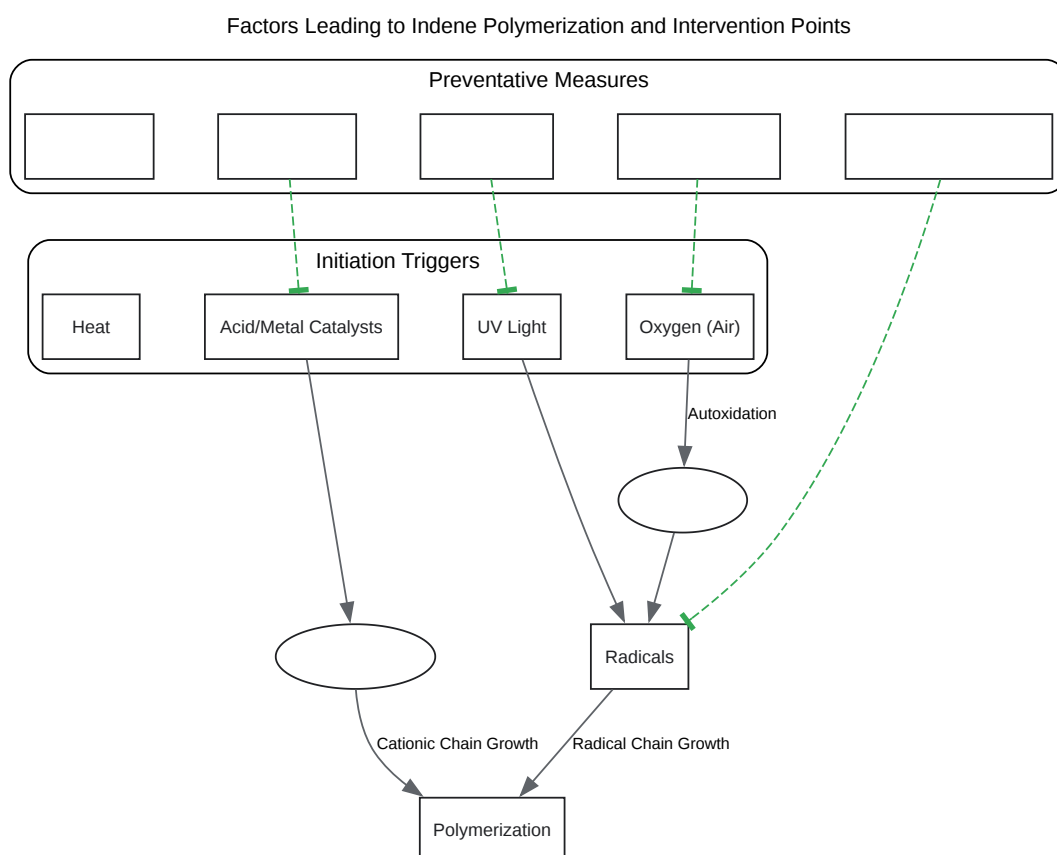 Factors Leading to Indene Polymerization and Intervention Points
Preventative Measures
Initiation Triggers
Heat
Acid/Metal Catalysts
UV Light
Oxygen (Air)
Autoxidation
Radicals
Cationic Chain Growth
Radical Chain Growth
Polymerization